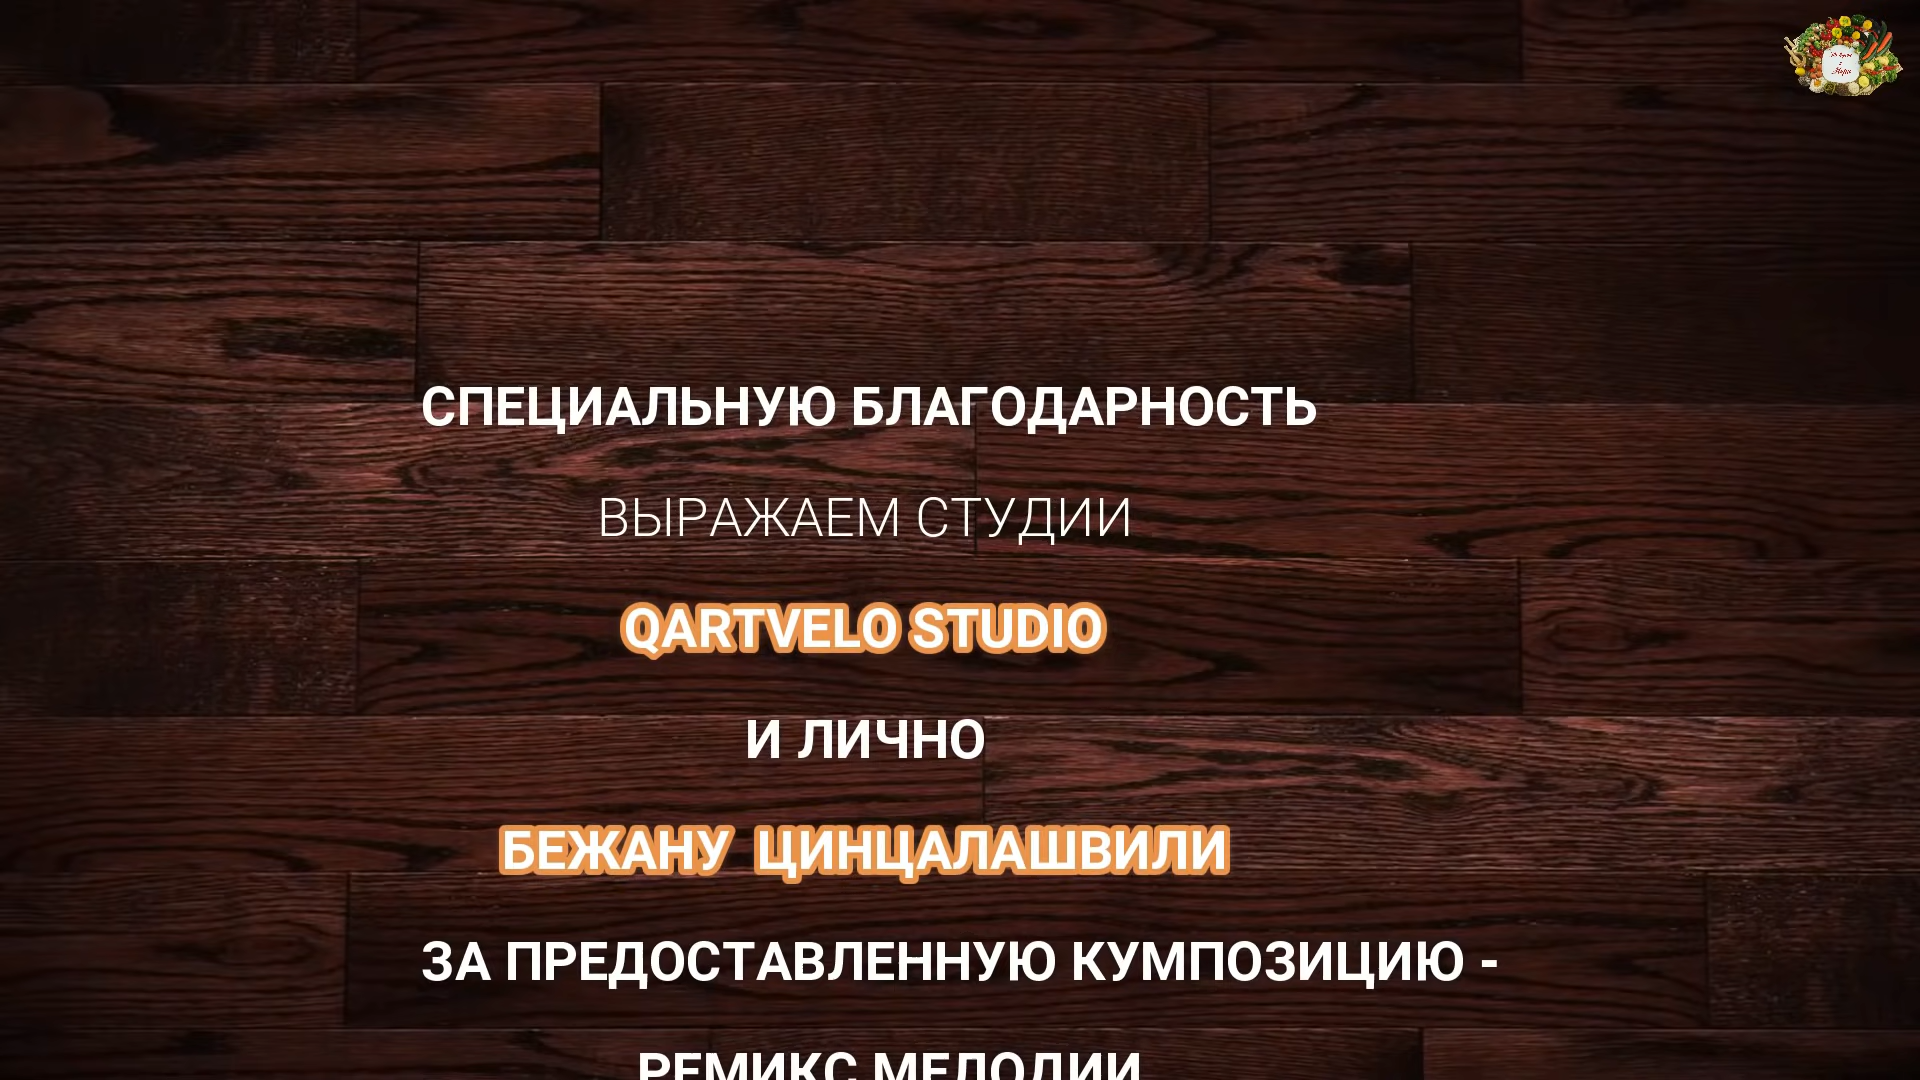 СПЕЦИАЛЬНУЮ БЛАГОДАРНОСТЬ
ВЫРАЖАЕМ СТУДИИ
QARTVELO STUDIO
И ЛИЧНО
БЕЖАНУ ЦИНЦАЛАШВИЛИ
ЗА ПРЕДОСТАВЛЕННУЮ КУМПОЗИЦИЮ -
РЕМИКС МЕЛОДИИ